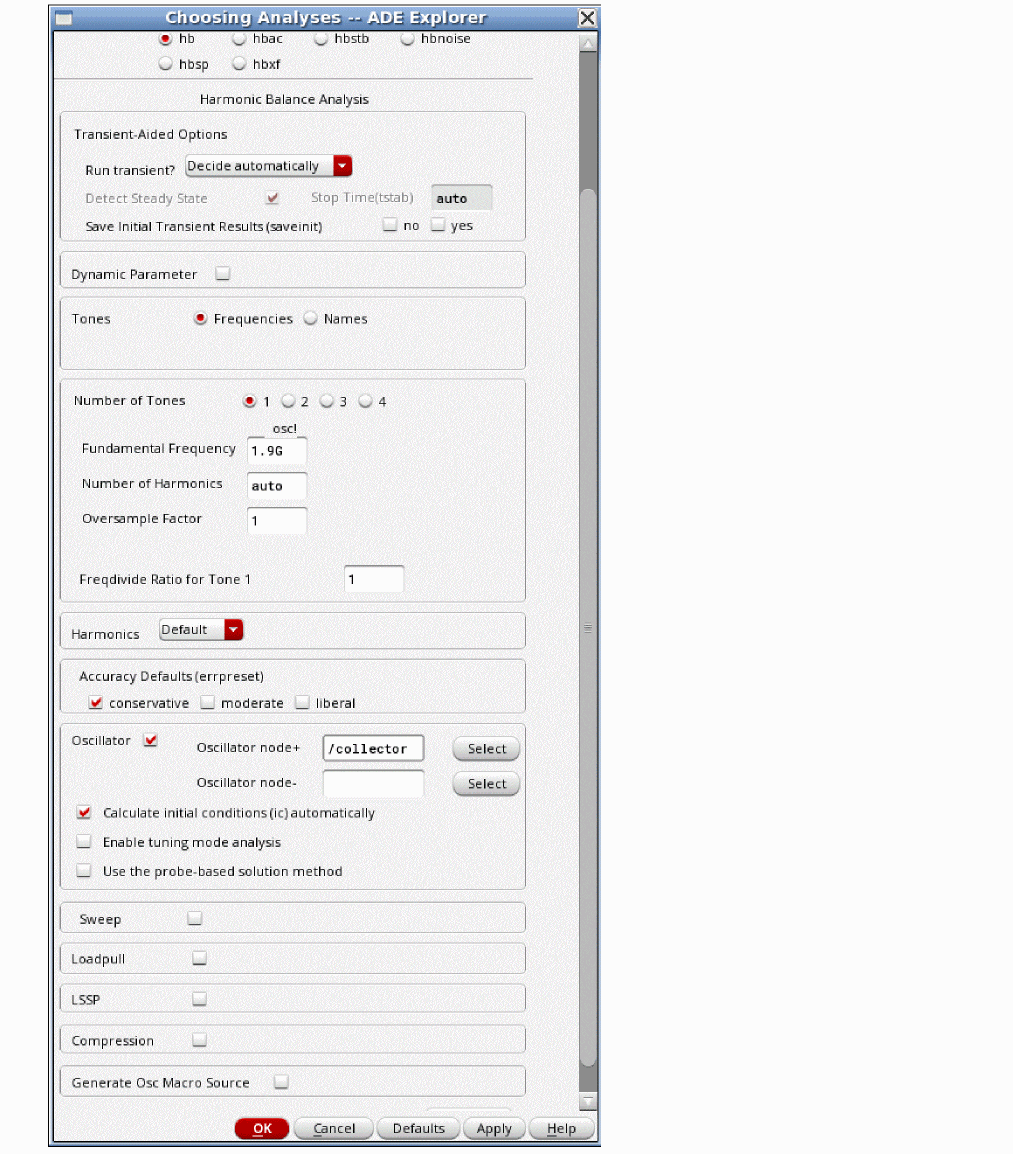 Choosing Analyses -- ADE Explorer
hb hbac hbstb hbnoise
hbsp hbxf
Harmonic Balance Analysis
Transient-Aided Options
Run transient? Decide automatically
Detect Steady State Stop Time(tstab) auto
Save Initial Transient Results (saveinit) no yes
Dynamic Parameter
Tones Frequencies Names
Number of Tones 1 2 3 4
osc!
Fundamental Frequency 1.9G
Number of Harmonics auto
Oversample Factor 1
Freqdivide Ratio for Tone 1 1
Harmonics Default
Accuracy Defaults (errpreset)
conservative moderate liberal
Oscillator Oscillator node+ /collector Select
Oscillator node- Select
Calculate initial conditions (ic) automatically
Enable tuning mode analysis
Use the probe-based solution method
Sweep
Loadpull
LSSP
Compression
Generate Osc Macro Source
OK Cancel Defaults Apply Help